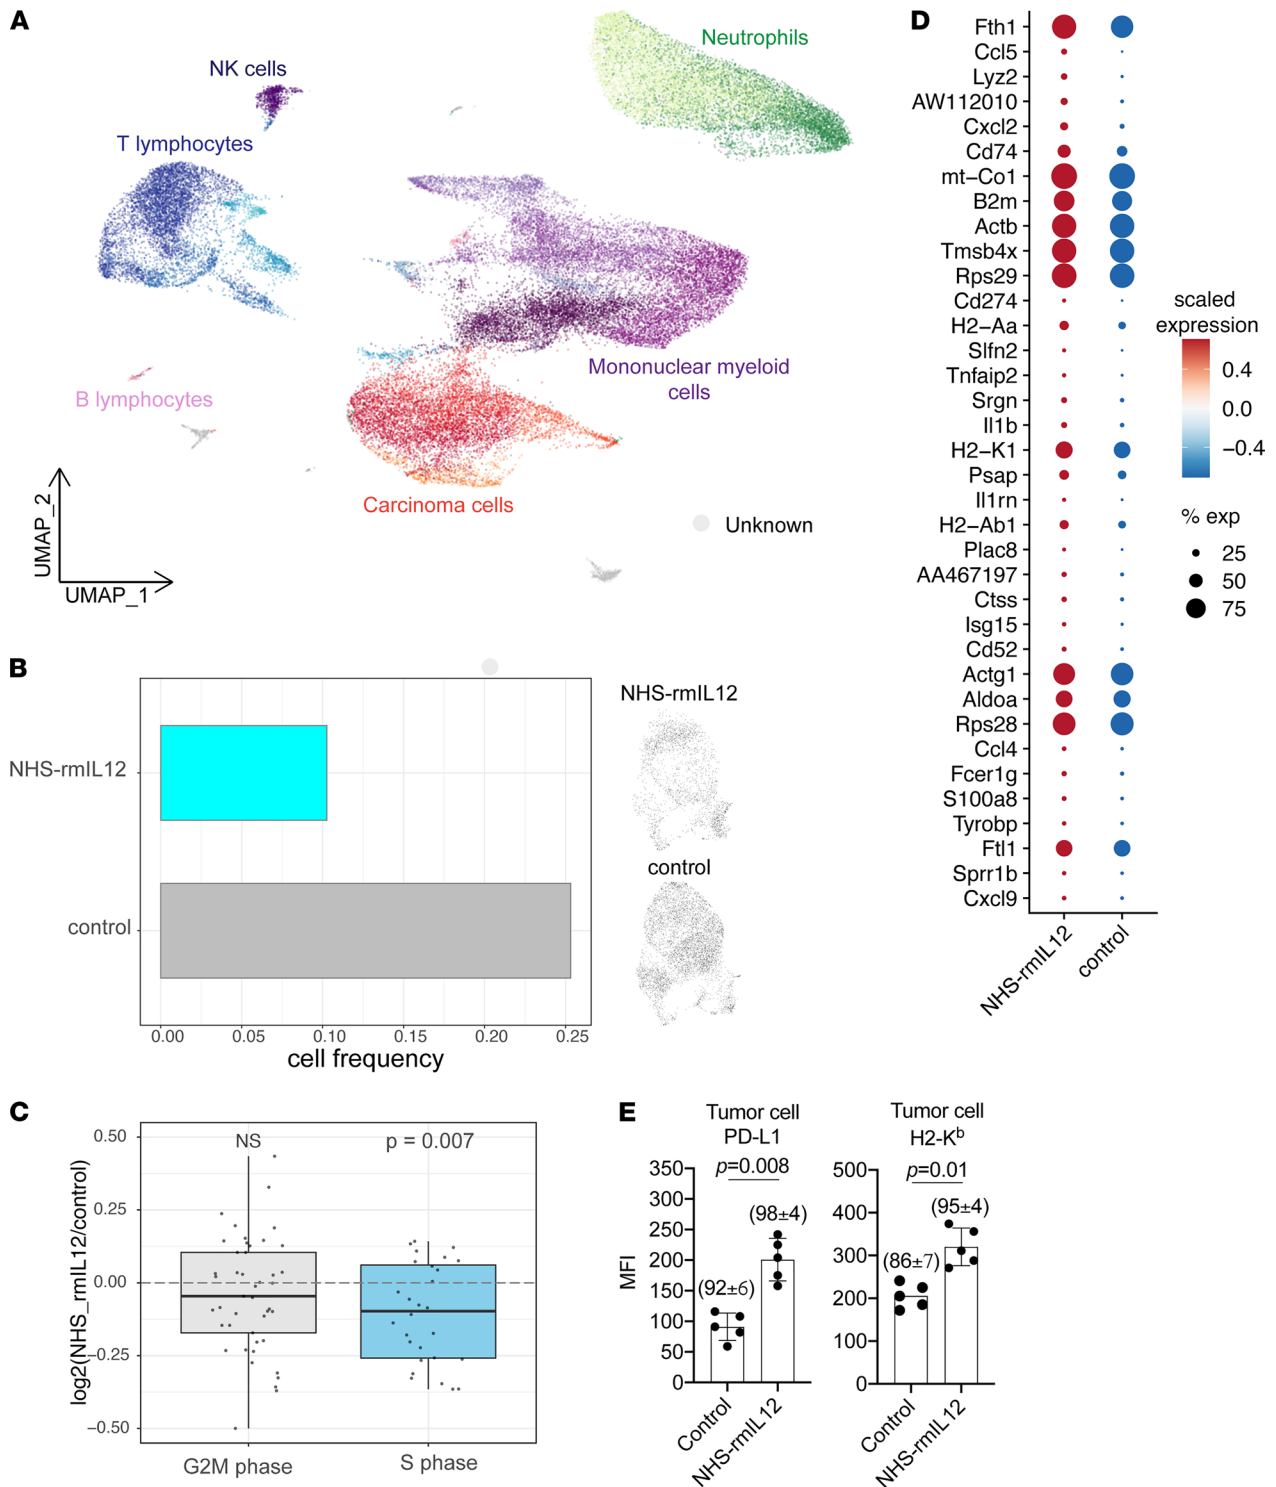 A
NK cells
T lymphocytes
Neutrophils
Mononuclear myeloid
cells
B lymphocytes
Carcinoma cells
Unknown
UMAP_2
UMAP_1
B
NHS-rmIL12
control
0.00
0.05
0.10
0.15
0.20
0.25
cell frequency
NHS-rmIL12
control
C
log2(NHS_rmIL12/control)
0.50
0.25
0.00
−0.25
−0.50
NS
p = 0.007
G2M phase
S phase
D
Fth1
Ccl5
Lyz2
AW112010
Cxcl2
Cd74
mt−Co1
B2m
Actb
Tmsb4x
Rps29
Cd274
H2−Aa
Slfn2
Tnfaip2
Srgn
Il1b
H2−K1
Psap
Il1rn
H2−Ab1
Plac8
AA467197
Ctss
Isg15
Cd52
Actg1
Aldoa
Rps28
Ccl4
Fcer1g
S100a8
Tyrobp
Ftl1
Sprr1b
Cxcl9
NHS-rmIL12
control
scaled
expression
0.4
0.0
−0.4
% exp
25
50
75
E
Tumor cell
PD-L1
p=0.008
(98±4)
(92±6)
MFI
350
300
250
200
150
100
50
0
Control
NHS-rmIL12
Tumor cell
H2-Kᵇ
p=0.01
(95±4)
(86±7)
500
400
300
200
100
0
Control
NHS-rmIL12